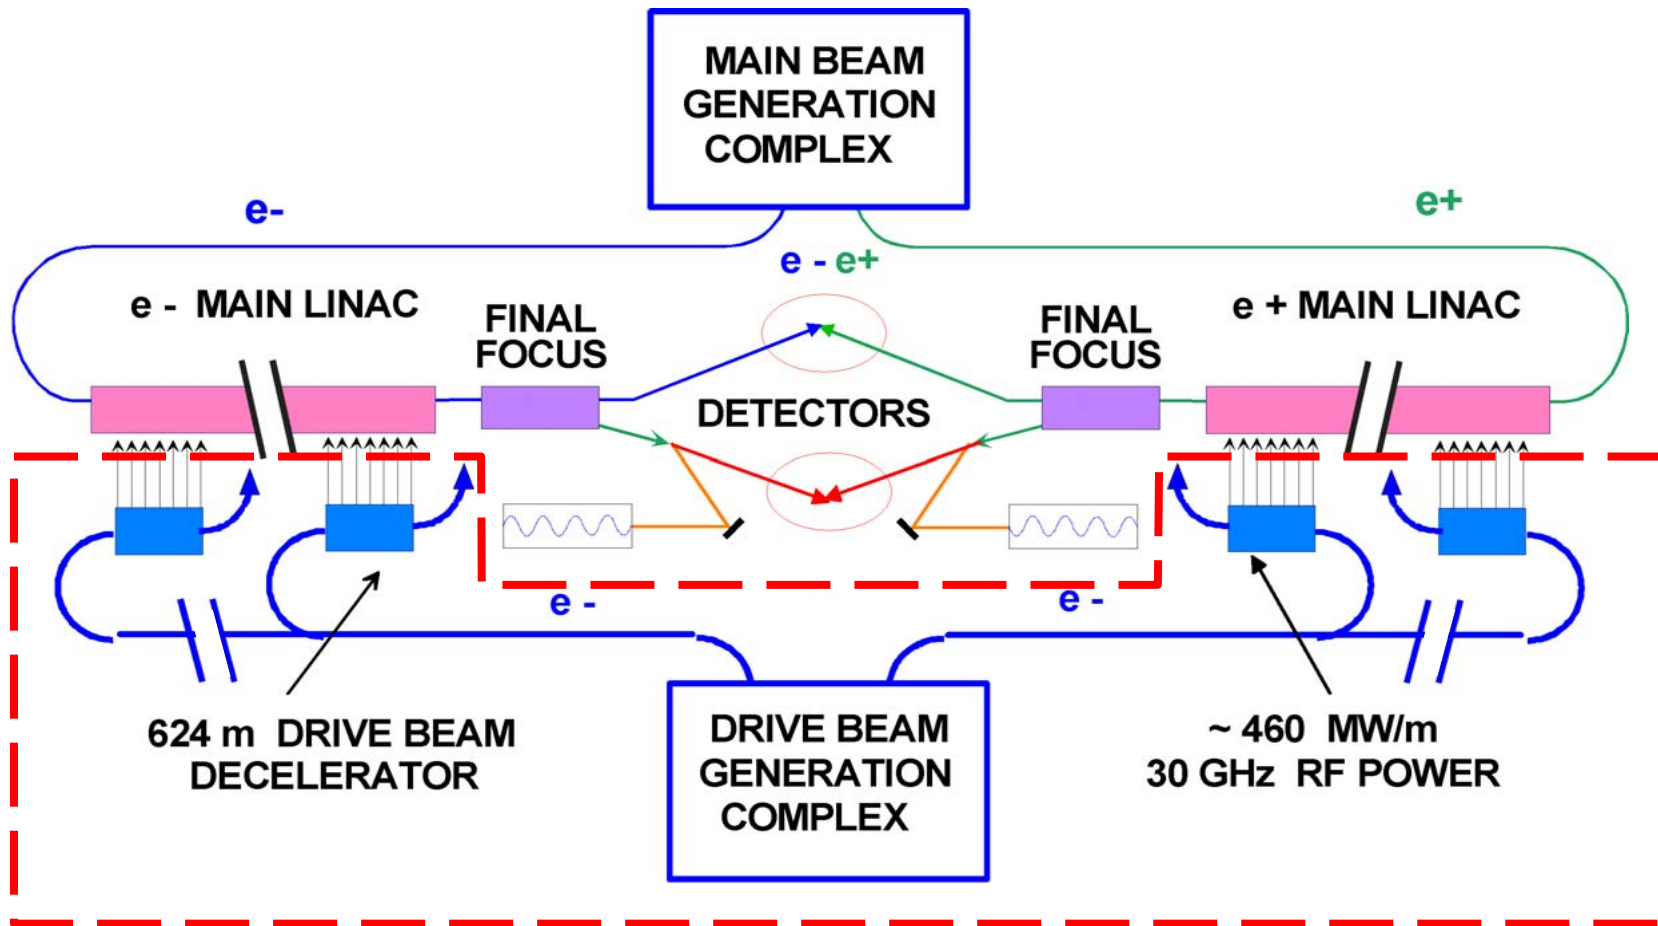 MAIN BEAM
GENERATION
COMPLEX
e-
e+
e - e+
e - MAIN LINAC
FINAL
FOCUS
FINAL
FOCUS
e + MAIN LINAC
DETECTORS
e -
e -
624 m DRIVE BEAM
DECELERATOR
DRIVE BEAM
GENERATION
COMPLEX
~ 460 MW/m
30 GHz RF POWER